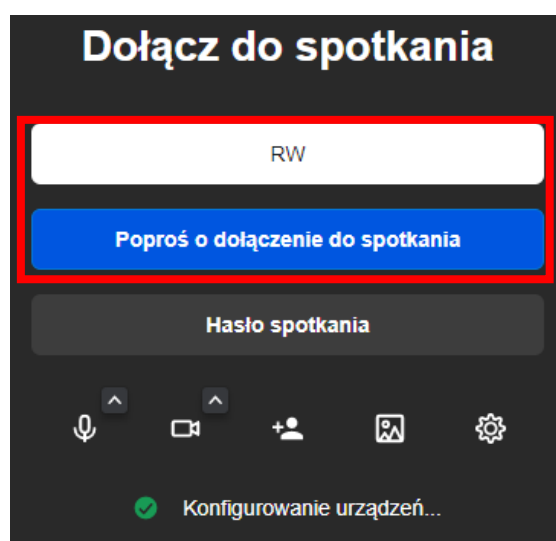 Dołącz do spotkania
RW
Poproś o dołączenie do spotkania
Hasło spotkania
Konfigurowanie urządzeń...